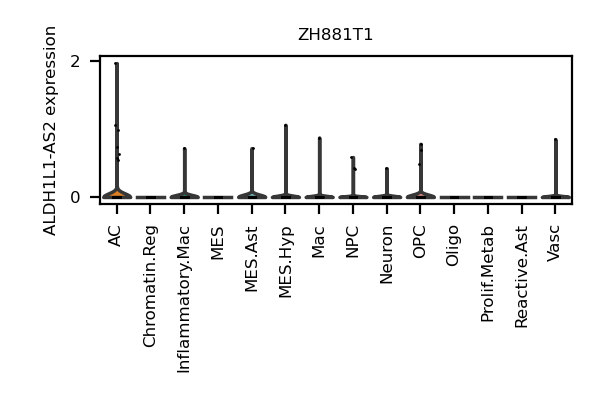 ZH881T1
ALDH1L1-AS2 expression
2
0
AC
Chromatin.Reg
Inflammatory.Mac
MES
MES.Ast
MES.Hyp
Mac
NPC
Neuron
OPC
Oligo
Prolif.Metab
Reactive.Ast
Vasc